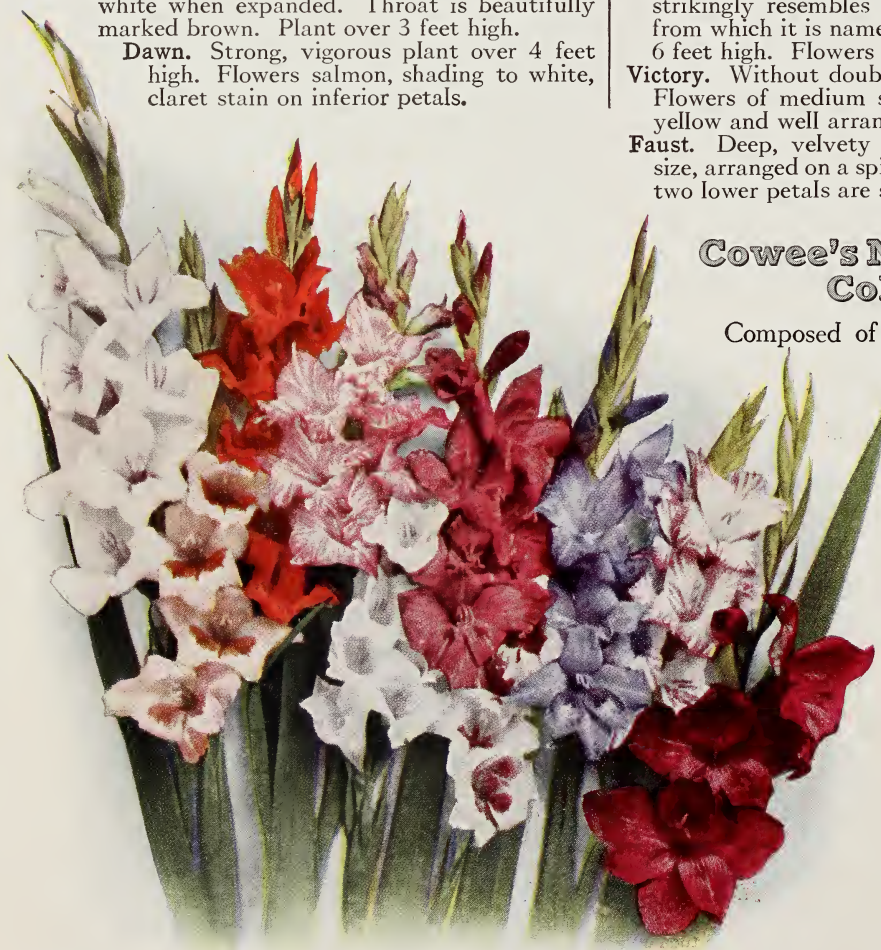 white when expanded. Throat is beautifully
marked brown. Plant over 3 feet high.
Dawn. Strong, vigorous plant over 4 feet
high. Flowers salmon, shading to white,
claret stain on inferior petals.
strikingly resembles
from which it is name
6 feet high. Flowers
Victory. Without doub
Flowers of medium s
yellow and well arran
Faust. Deep, velvety
size, arranged on a spi
two lower petals are s
Cowee's
Composed of